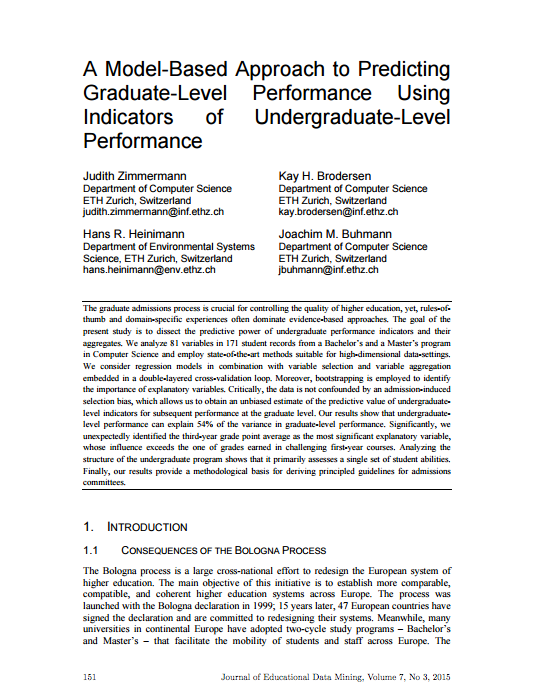 A Model-Based Approach to Predicting
Graduate-Level Performance Using
Indicators of Undergraduate-Level
Performance
Judith Zimmermann
Department of Computer Science
ETH Zurich, Switzerland
judith.zimmermann@inf.ethz.ch
Kay H. Brodersen
Department of Computer Science
ETH Zurich, Switzerland
kay.brodersen@inf.ethz.ch
Hans R. Heinimann
Department of Environmental Systems
Science, ETH Zurich, Switzerland
hans.heinimann@env.ethz.ch
Joachim M. Buhmann
Department of Computer Science
ETH Zurich, Switzerland
jbuhmann@inf.ethz.ch
The graduate admissions process is crucial for controlling the quality of higher education, yet, rules-of-
thumb and domain-specific experiences often dominate evidence-based approaches. The goal of the
present study is to dissect the predictive power of undergraduate performance indicators and their
aggregates. We analyze 81 variables in 171 student records from a Bachelor's and a Master's program
in Computer Science and employ state-of-the-art methods suitable for high-dimensional data-settings.
We consider regression models in combination with variable selection and variable aggregation
embedded in a double-layered cross-validation loop. Moreover, bootstrapping is employed to identify
the importance of explanatory variables. Critically, the data is not confounded by an admission-induced
selection bias, which allows us to obtain an unbiased estimate of the predictive value of undergraduate-
level indicators for subsequent performance at the graduate level. Our results show that undergraduate-
level performance can explain 54% of the variance in graduate-level performance. Significantly, we
unexpectedly identified the third-year grade point average as the most significant explanatory variable,
whose influence exceeds the one of grades earned in challenging first-year courses. Analyzing the
structure of the undergraduate program shows that it primarily assesses a single set of student abilities.
Finally, our results provide a methodological basis for deriving principled guidelines for admissions
committees.
1. INTRODUCTION
1.1 CONSEQUENCES OF THE BOLOGNA PROCESS
The Bologna process is a large cross-national effort to redesign the European system of
higher education. The main objective of this initiative is to establish more comparable,
compatible, and coherent higher education systems across Europe. The process was
launched with the Bologna declaration in 1999; 15 years later, 47 European countries have
signed the declaration and are committed to redesigning their systems. Meanwhile, many
universities in continental Europe have adopted two-cycle study programs – Bachelor's
and Master's – that facilitate the mobility of students and staff across Europe. The
151 Journal of Educational Data Mining, Volume 7, No 3, 2015